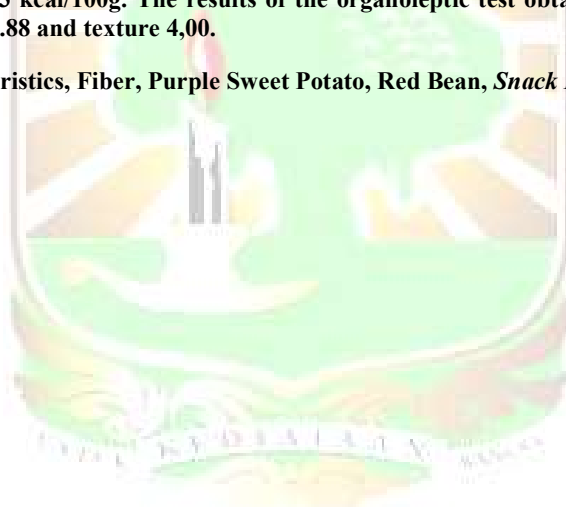 5 kcal/100g. The results of the organoleptic test obta
.88 and texture 4,00.
ristics, Fiber, Purple Sweet Potato, Red Bean, Snack